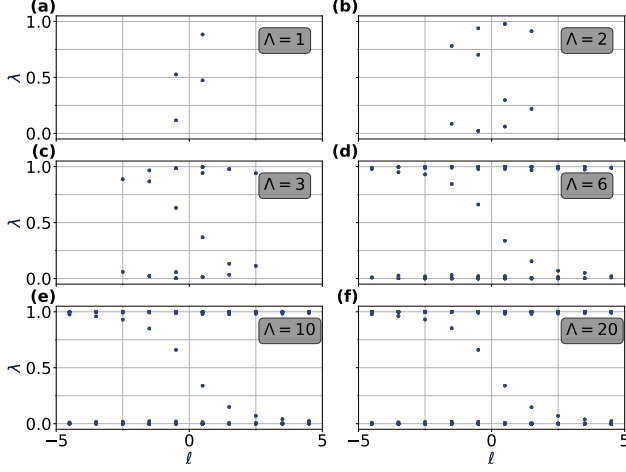 (a)
(b)
1.0
0.5
0.0
λ
Λ = 1
Λ = 2
(c)
(d)
1.0
0.5
0.0
λ
Λ = 3
Λ = 6
(e)
(f)
1.0
0.5
0.0
λ
Λ = 10
Λ = 20
−5 0 5
−5 0 5
ℓ
ℓ